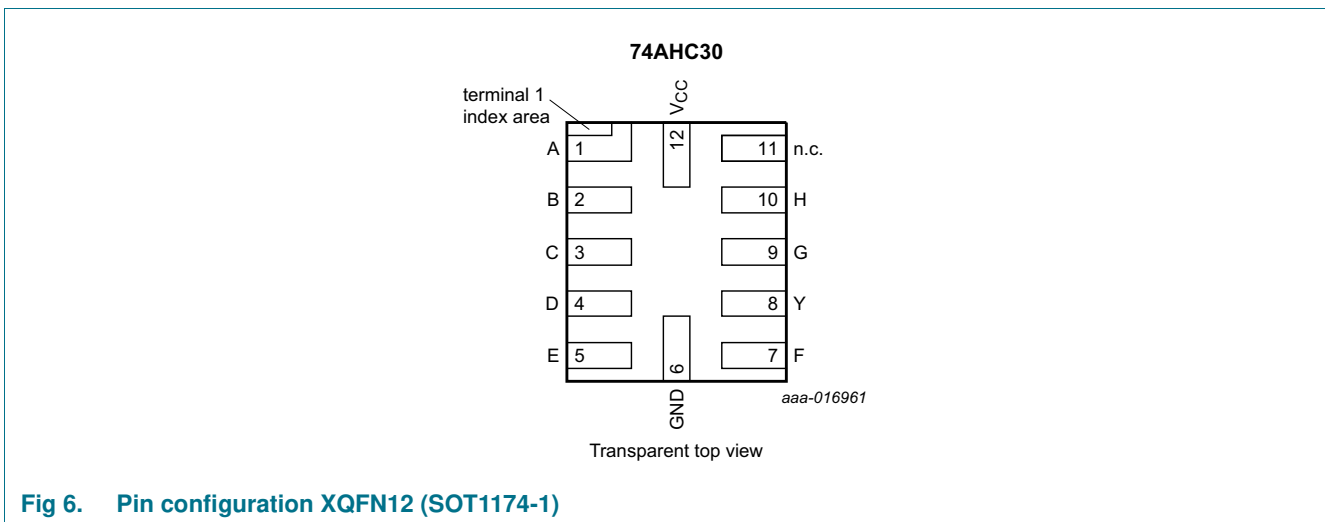 74AHC30
terminal 1
index area
VCC
12
A 1
11 n.c.
B 2
10 H
C 3
9 G
D 4
8 Y
E 5
7 F
6
GND
aaa-016961
Transparent top view
Fig 6. Pin configuration XQFN12 (SOT1174-1)